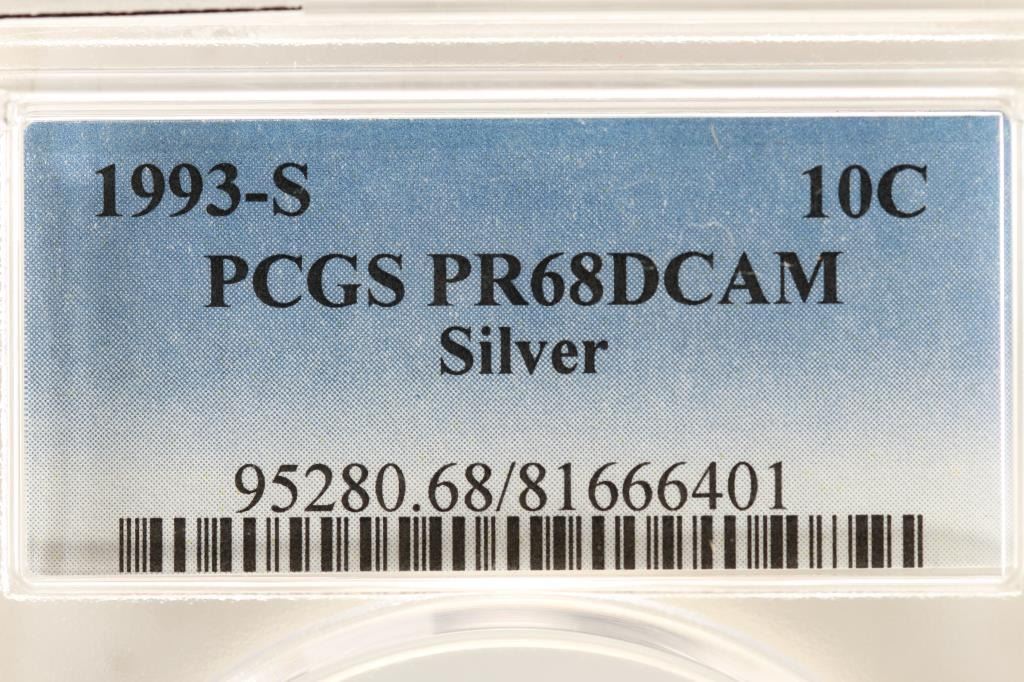 1993-S 10C
PCGS PR68DCAM
Silver
95280.68/81666401